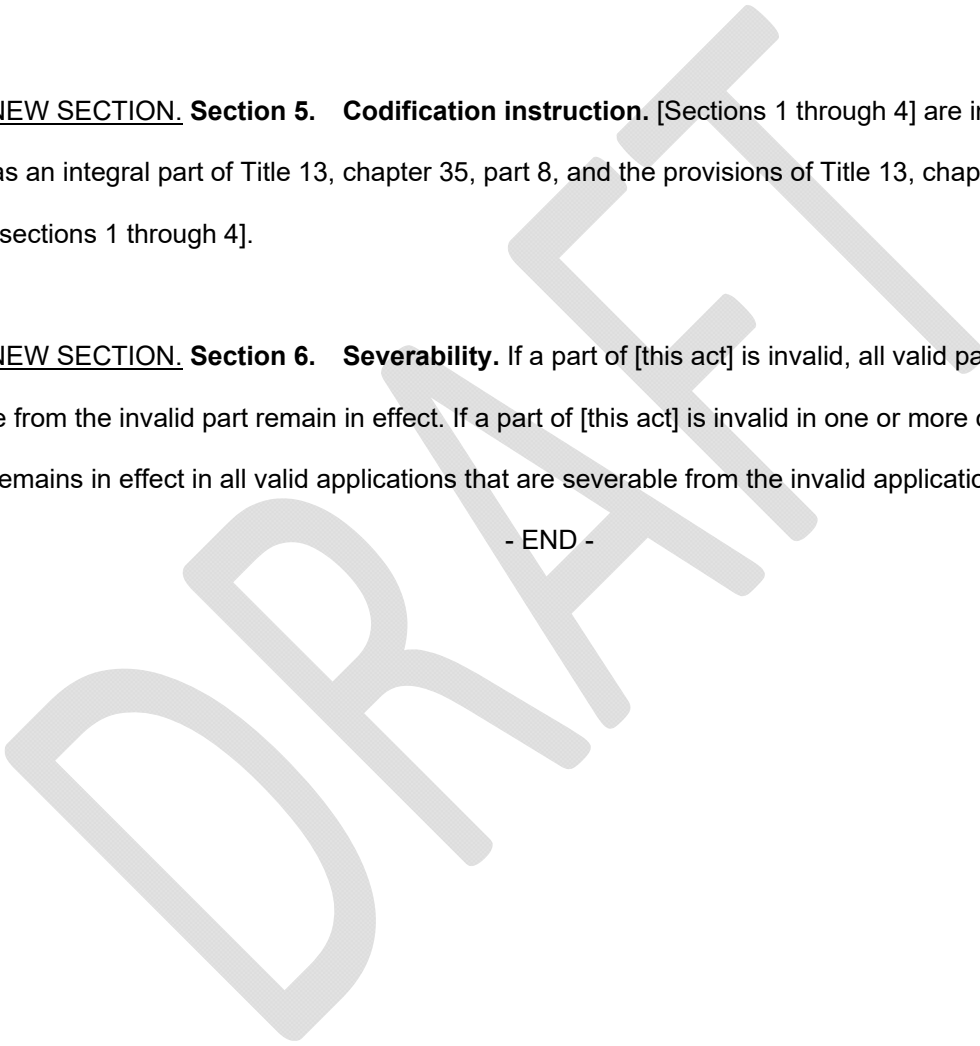 NEW SECTION. Section 5. Codification instruction. [Sections 1 through 4] are
as an integral part of Title 13, chapter 35, part 8, and the provisions of Title 13,
sections 1 through 4].
NEW SECTION. Section 6. Severability. If a part of [this act] is invalid, all valid
from the invalid part remain in effect. If a part of [this act] is invalid in one or more
remains in effect in all valid applications that are severable from the invalid
- END -
DRAFT